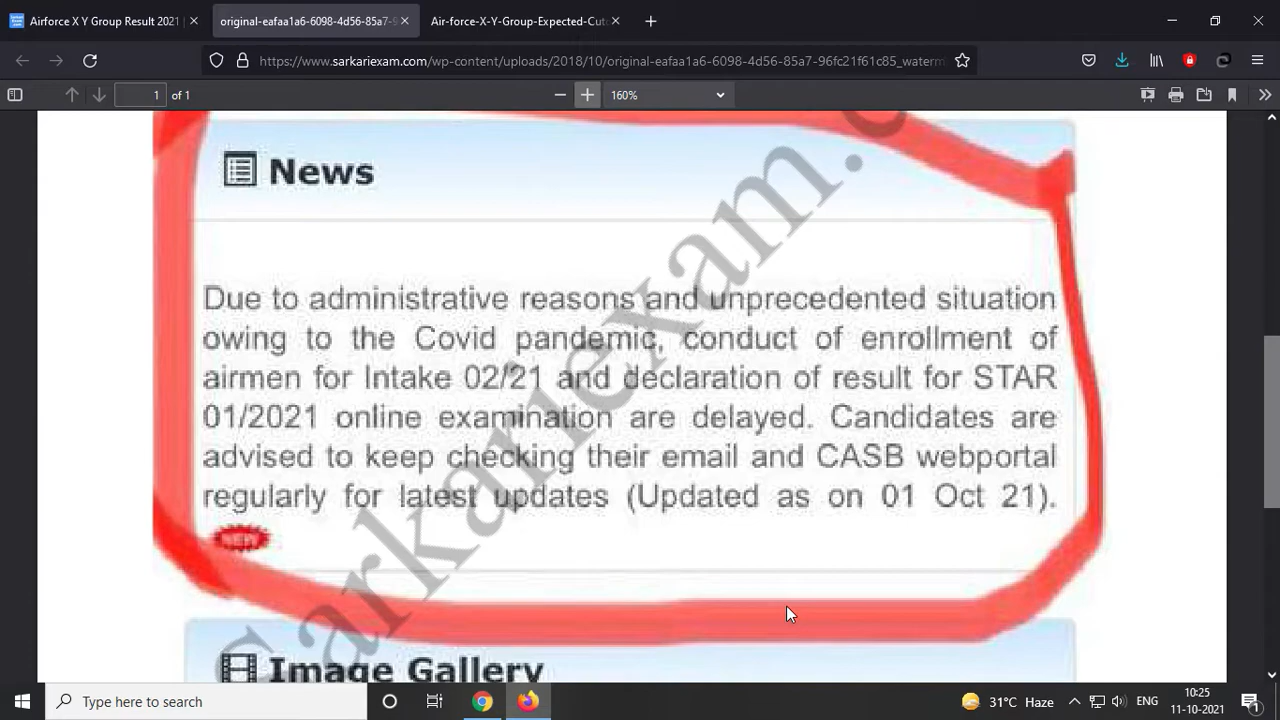 Airforce X Y Group Result 2021 |
original-eafaa1a6-6098-4d56-85a7-9
Air-force-X-Y-Group-Expected-Cuto
https://www.sarkariexam.com/wp-content/uploads/2018/10/original-eafaa1a6-6098-4d56-85a7-96fc21f61c85_waterm
1 of 1
160%
News
Due to administrative reasons and unprecedented situation
owing to the Covid pandemic, conduct of enrollment of
airmen for Intake 02/21 and declaration of result for STAR
01/2021 online examination are delayed. Candidates are
advised to keep checking their email and CASB webportal
regularly for latest updates (Updated as on 01 Oct 21).
NEW
sarkariexam.c
Image Gallery
Type here to search
31°C Haze
ENG
10:25
11-10-2021
1